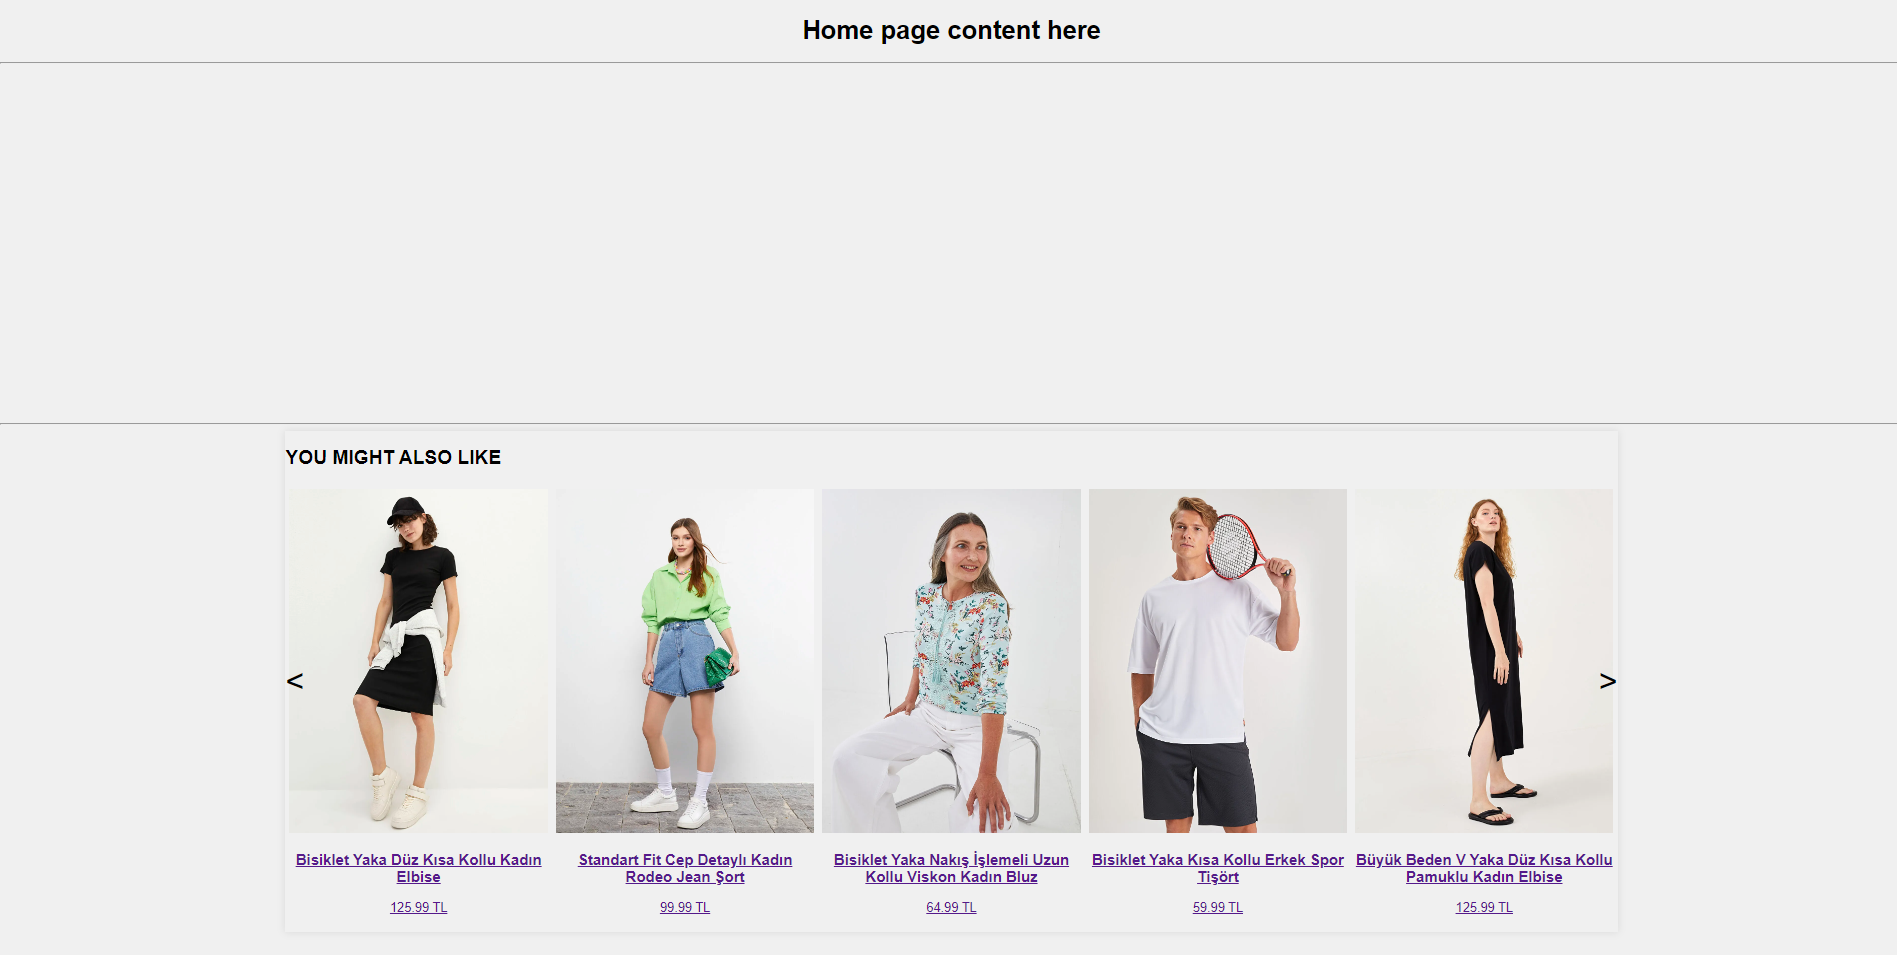 Home page content here
YOU MIGHT ALSO LIKE
<
>
Bisiklet Yaka Düz Kısa Kollu Kadın
Elbise
125.99 TL
Standart Fit Cep Detaylı Kadın
Rodeo Jean Şort
99.99 TL
Bisiklet Yaka Nakış İşlemeli Uzun
Kollu Viskon Kadın Bluz
64.99 TL
Bisiklet Yaka Kısa Kollu Erkek Spor
Tişört
59.99 TL
Büyük Beden V Yaka Düz Kısa Kollu
Pamuklu Kadın Elbise
125.99 TL